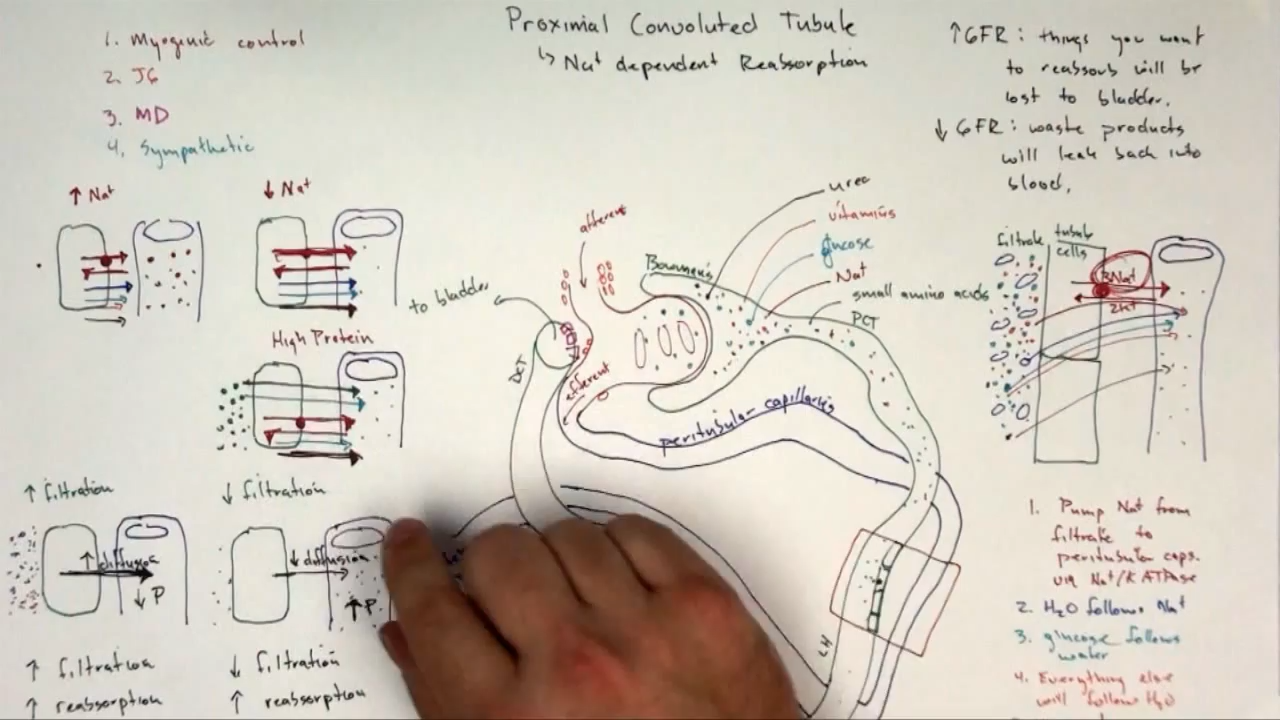 Proximal Convoluted Tubule
↳ Na⁺ dependent Reabsorption
1. Myogenic control
2. JG
3. MD
4. Sympathetic
↑ GFR: things you want
to reabsorb will be
lost to bladder.
↓ GFR: waste products
will leak back into
blood.
↑ Na⁺
↓ Na⁺
High Protein
↑ filtration
↓ filtration
↑ diffusion
↓ P
↓ diffusion
↑ P
↑ filtration
↑ reabsorption
↓ filtration
↑ reabsorption
afferent
to bladder
DCT
efferent
Bowman's
urea
vitamins
glucose
Na⁺
small amino acids
PCT
peritubular capillaries
LH
filtrate
tubule
cells
3Na⁺
2K⁺
1. Pump Na⁺ from
filtrate to
peritubular caps.
via Na⁺/K ATPase
2. H₂O follows Na⁺
3. glucose follows
water
4. Everything else
will follow H₂O